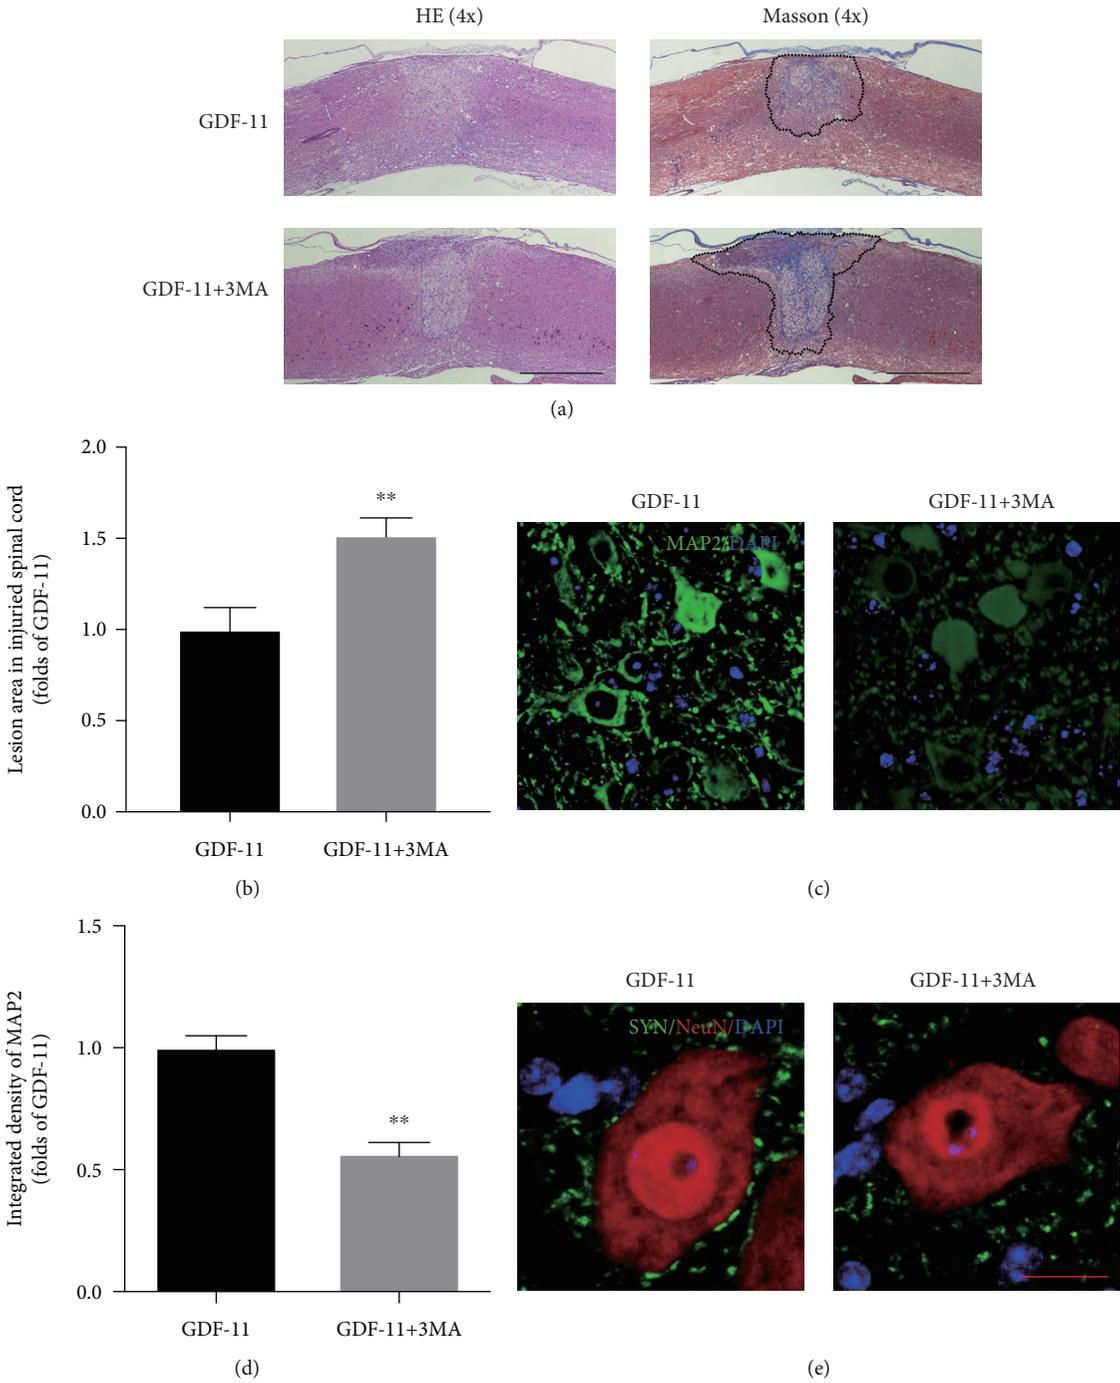 HE (4x)
Masson (4x)
GDF-11
GDF-11+3MA
(a)
2.0
1.5
1.0
0.5
0.0
Lesion area in injuried spinal cord
(folds of GDF-11)
**
GDF-11
GDF-11+3MA
(b)
GDF-11
GDF-11+3MA
MAP2/DAPI
(c)
1.5
1.0
0.5
0.0
Integrated density of MAP2
(folds of GDF-11)
**
GDF-11
GDF-11+3MA
(d)
GDF-11
GDF-11+3MA
SYN/NeuN/DAPI
(e)